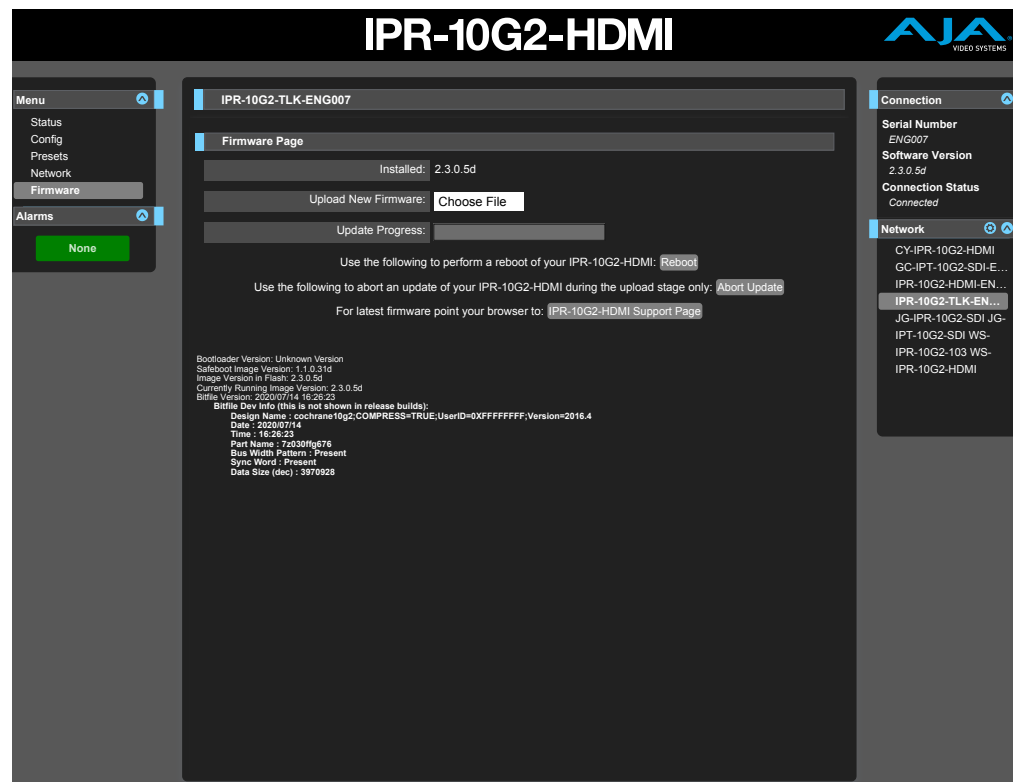 IPR-10G2-HDMI
AJA
VIDEO SYSTEMS
Menu
Status
Config
Presets
Network
Firmware
Alarms
None
IPR-10G2-TLK-ENG007
Firmware Page
Installed: 2.3.0.5d
Upload New Firmware: Choose File
Update Progress:
Use the following to perform a reboot of your IPR-10G2-HDMI: Reboot
Use the following to abort an update of your IPR-10G2-HDMI during the upload stage only: Abort Update
For latest firmware point your browser to: IPR-10G2-HDMI Support Page
Bootloader Version: Unknown Version
Safeboot Image Version: 1.1.0.31d
Image Version in Flash: 2.3.0.5d
Currently Running Image Version: 2.3.0.5d
Bitfile Version: 2020/07/14 16:26:23
Bitfile Dev Info (this is not shown in release builds):
Design Name : cochrane10g2;COMPRESS=TRUE;UserID=0XFFFFFFFF;Version=2016.4
Date : 2020/07/14
Time : 16:26:23
Part Name : 7z030ffg676
Bus Width Pattern : Present
Sync Word : Present
Data Size (dec) : 3970928
Connection
Serial Number
ENG007
Software Version
2.3.0.5d
Connection Status
Connected
Network
CY-IPR-10G2-HDMI
GC-IPT-10G2-SDI-E...
IPR-10G2-HDMI-EN...
IPR-10G2-TLK-EN...
JG-IPR-10G2-SDI JG-
IPT-10G2-SDI WS-
IPR-10G2-103 WS-
IPR-10G2-HDMI